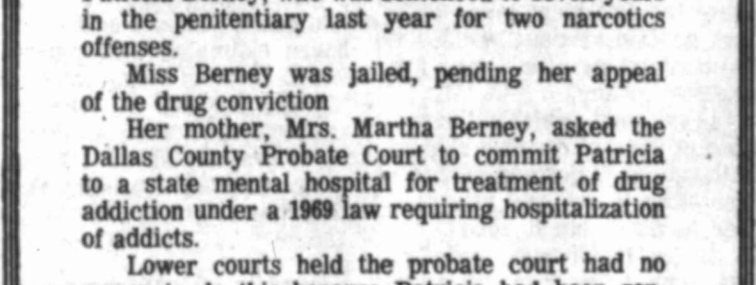 in the penitentiary last year for two narcotics
offenses.
Miss Berney was jailed, pending her appeal
of the drug conviction
Her mother, Mrs. Martha Berney, asked the
Dallas County Probate Court to commit Patricia
to a state mental hospital for treatment of drug
addiction under a 1969 law requiring hospitalization
of addicts.
Lower courts held the probate court had no